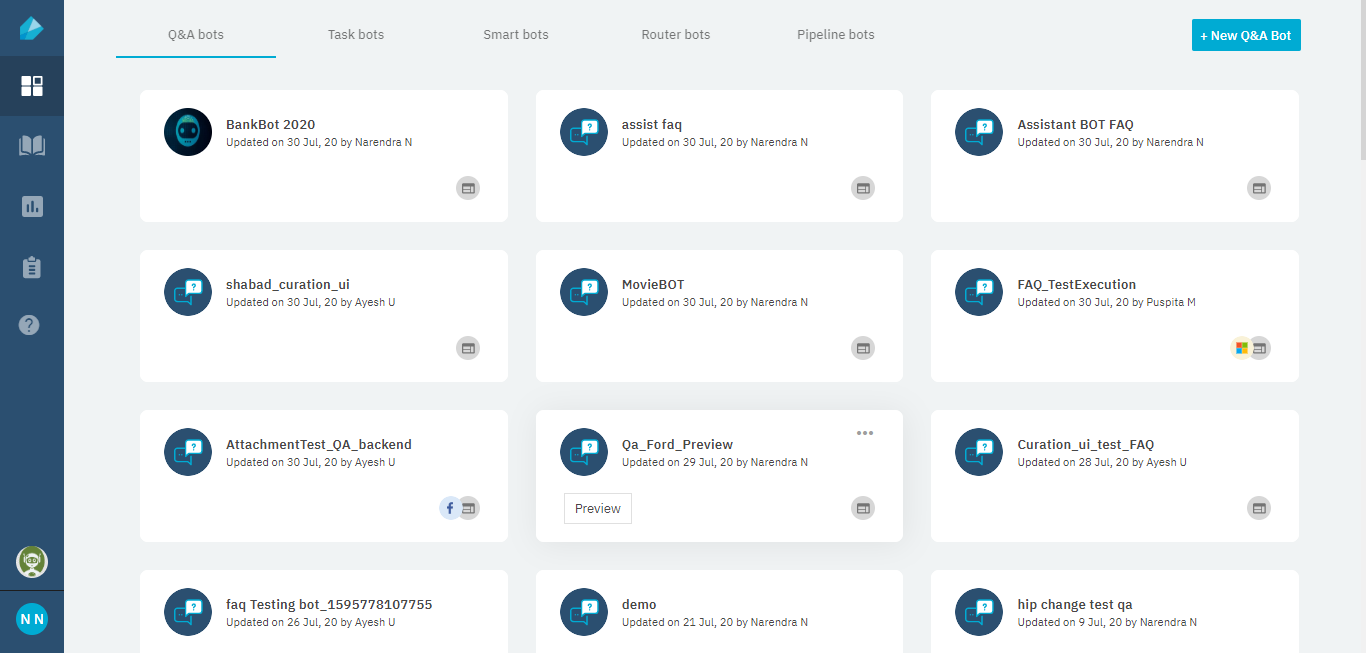 Q&A bots
Task bots
Smart bots
Router bots
Pipeline bots
+ New Q&A Bot
BankBot 2020
Updated on 30 Jul, 20 by Narendra N
assist faq
Updated on 30 Jul, 20 by Narendra N
Assistant BOT FAQ
Updated on 30 Jul, 20 by Narendra N
shabad_curation_ui
Updated on 30 Jul, 20 by Ayesh U
MovieBOT
Updated on 30 Jul, 20 by Narendra N
FAQ_TestExecution
Updated on 30 Jul, 20 by Puspita M
AttachmentTest_QA_backend
Updated on 30 Jul, 20 by Ayesh U
Qa_Ford_Preview
Updated on 29 Jul, 20 by Narendra N
Preview
Curation_ui_test_FAQ
Updated on 28 Jul, 20 by Ayesh U
faq Testing bot_1595778107755
Updated on 26 Jul, 20 by Ayesh U
demo
Updated on 21 Jul, 20 by Narendra N
hip change test qa
Updated on 9 Jul, 20 by Narendra N
N N